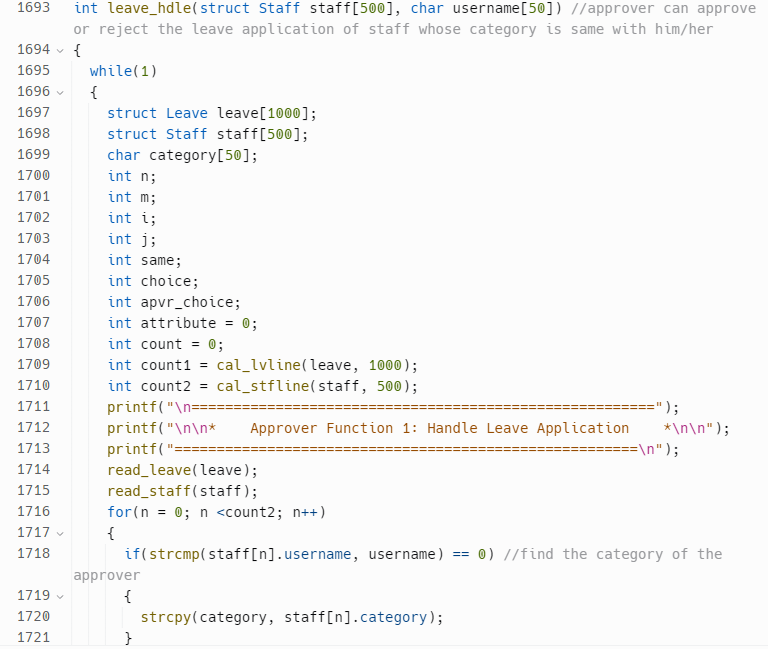 1693 int leave_hdle(struct Staff staff[500], char username[50]) //approver can approve
or reject the leave application of staff whose category is same with him/her
1694 {
1695   while(1)
1696   {
1697     struct Leave leave[1000];
1698     struct Staff staff[500];
1699     char category[50];
1700     int n;
1701     int m;
1702     int i;
1703     int j;
1704     int same;
1705     int choice;
1706     int apvr_choice;
1707     int attribute = 0;
1708     int count = 0;
1709     int count1 = cal_lvline(leave, 1000);
1710     int count2 = cal_stfline(staff, 500);
1711     printf("\n=======================================================");
1712     printf("\n\n*    Approver Function 1: Handle Leave Application    *\n\n");
1713     printf("=======================================================\n");
1714     read_leave(leave);
1715     read_staff(staff);
1716     for(n = 0; n <count2; n++)
1717     {
1718       if(strcmp(staff[n].username, username) == 0) //find the category of the
approver
1719       {
1720         strcpy(category, staff[n].category);
1721       }